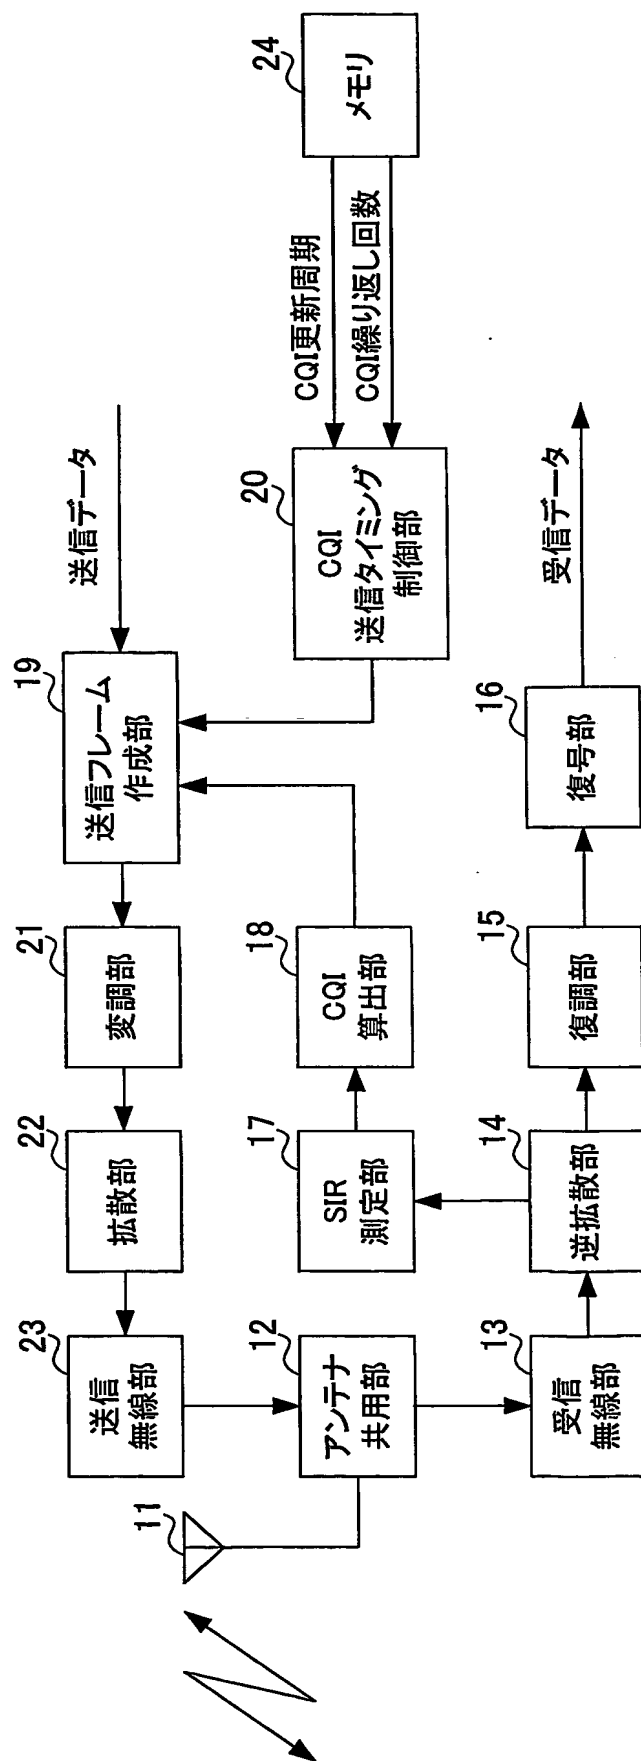 11
23
送信
無線部
22
拡散部
21
変調部
19
送信フレーム
作成部
送信データ
12
アンテナ
共用部
17
SIR
測定部
18
CQI
算出部
20
CQI
送信タイミング
制御部
CQI更新周期
CQI繰り返し回数
24
メモリ
13
受信
無線部
14
逆拡散部
15
復調部
16
復号部
受信データ